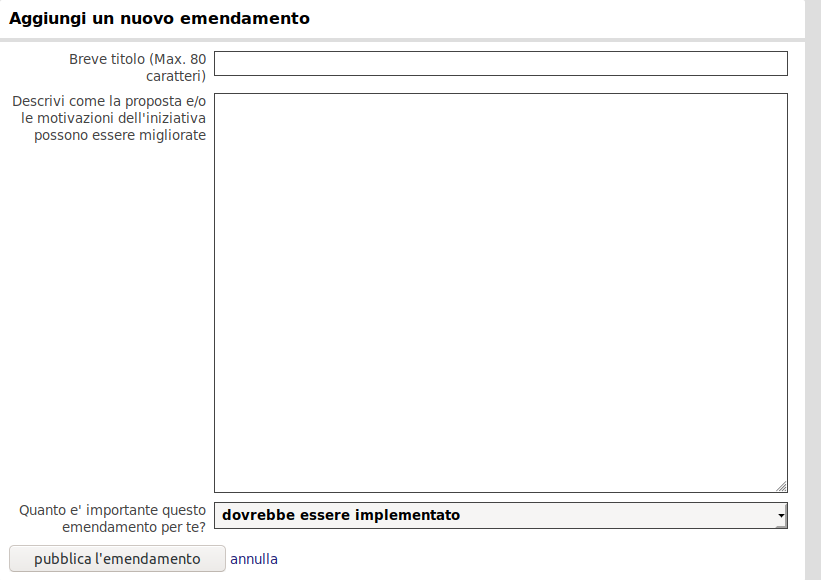 Aggiungi un nuovo emendamento
Breve titolo (Max. 80
caratteri)
Descrivi come la proposta e/o
le motivazioni dell'iniziativa
possono essere migliorate
Quanto e' importante questo
emendamento per te?
dovrebbe essere implementato
pubblica l'emendamento annulla